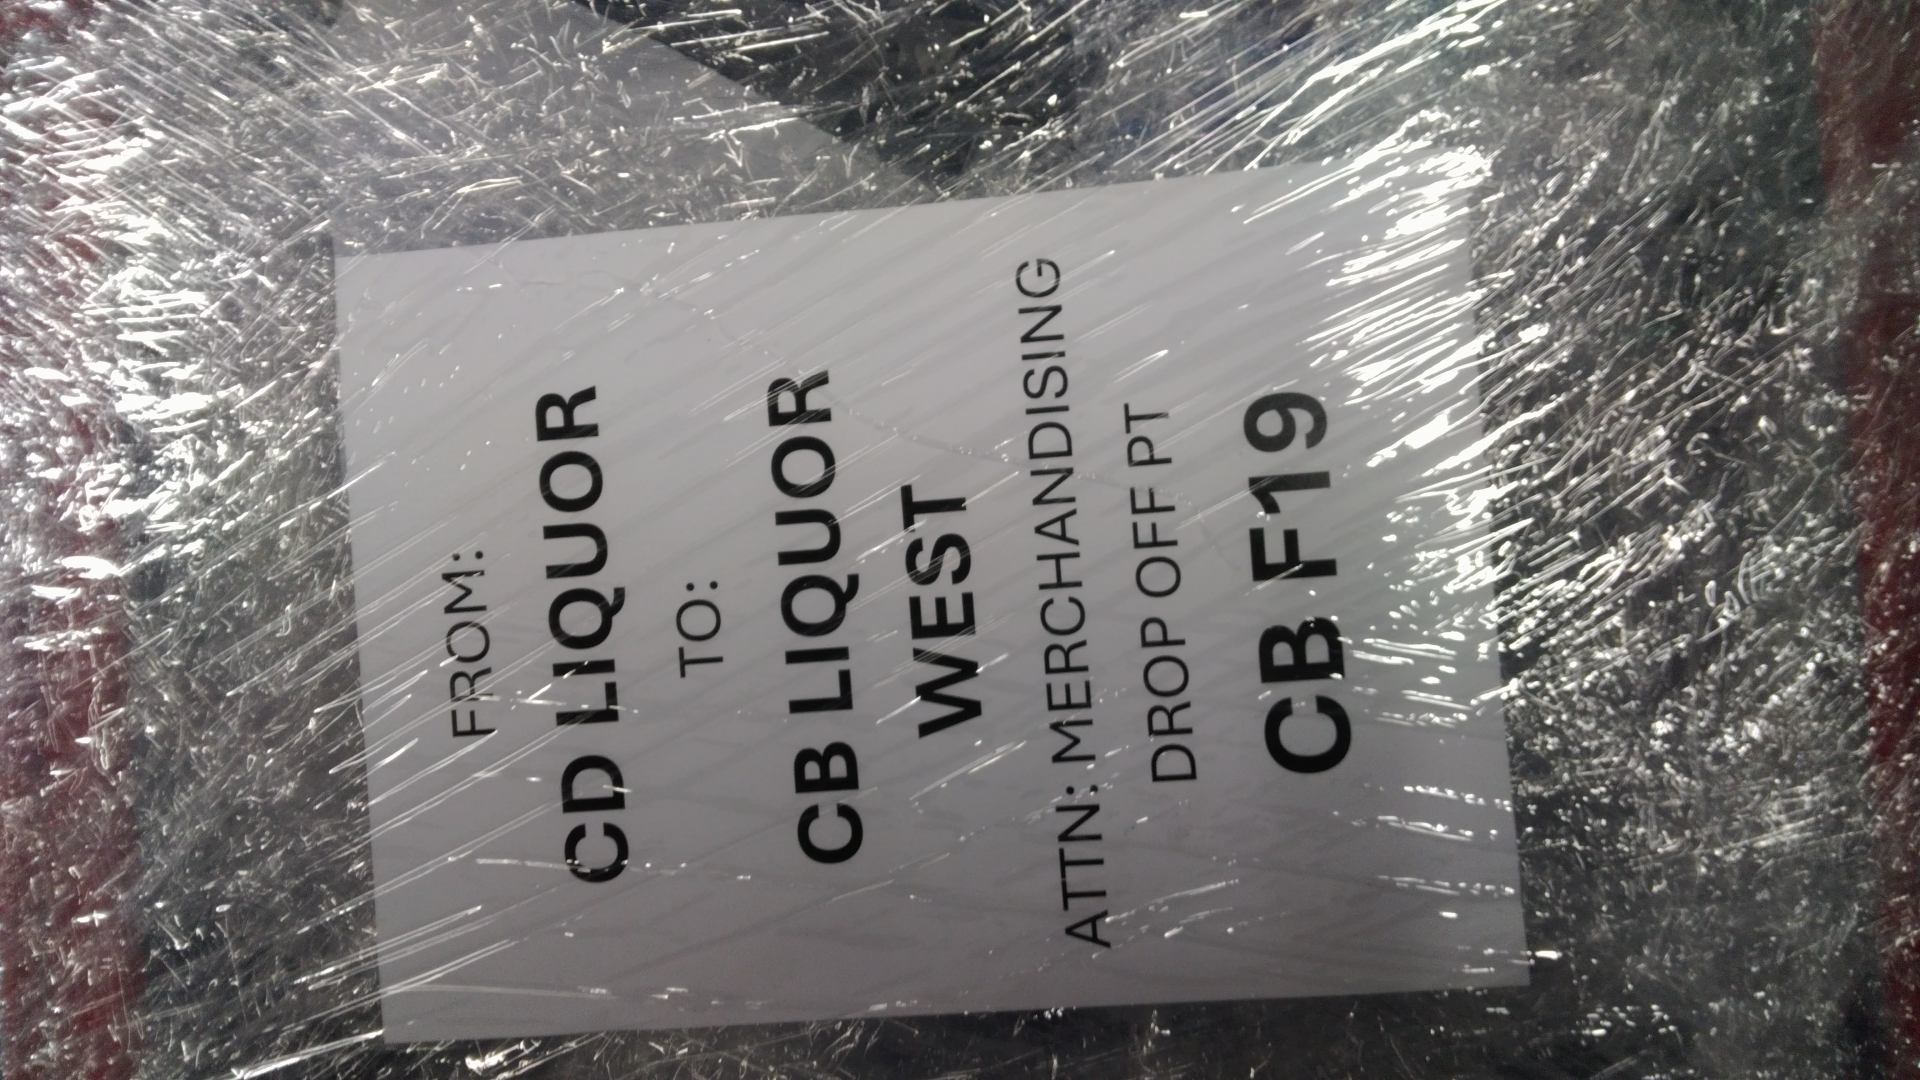 FROM:
CD LIQUOR
TO:
CB LIQUOR
WEST
ATTN: MERCHANDISING
DROP OFF PT
CB F19